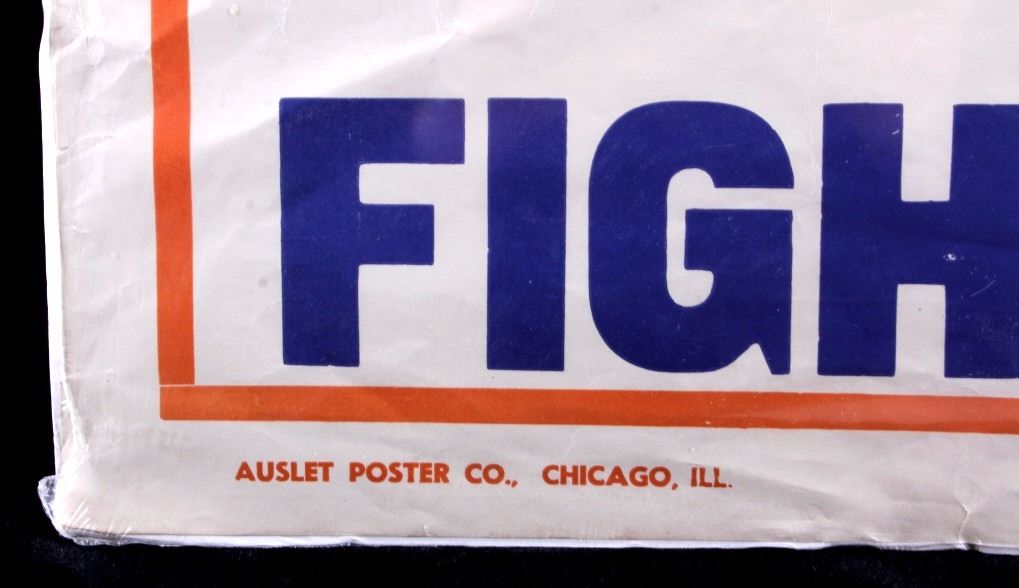 FIGH
AUSLET POSTER CO., CHICAGO, ILL.